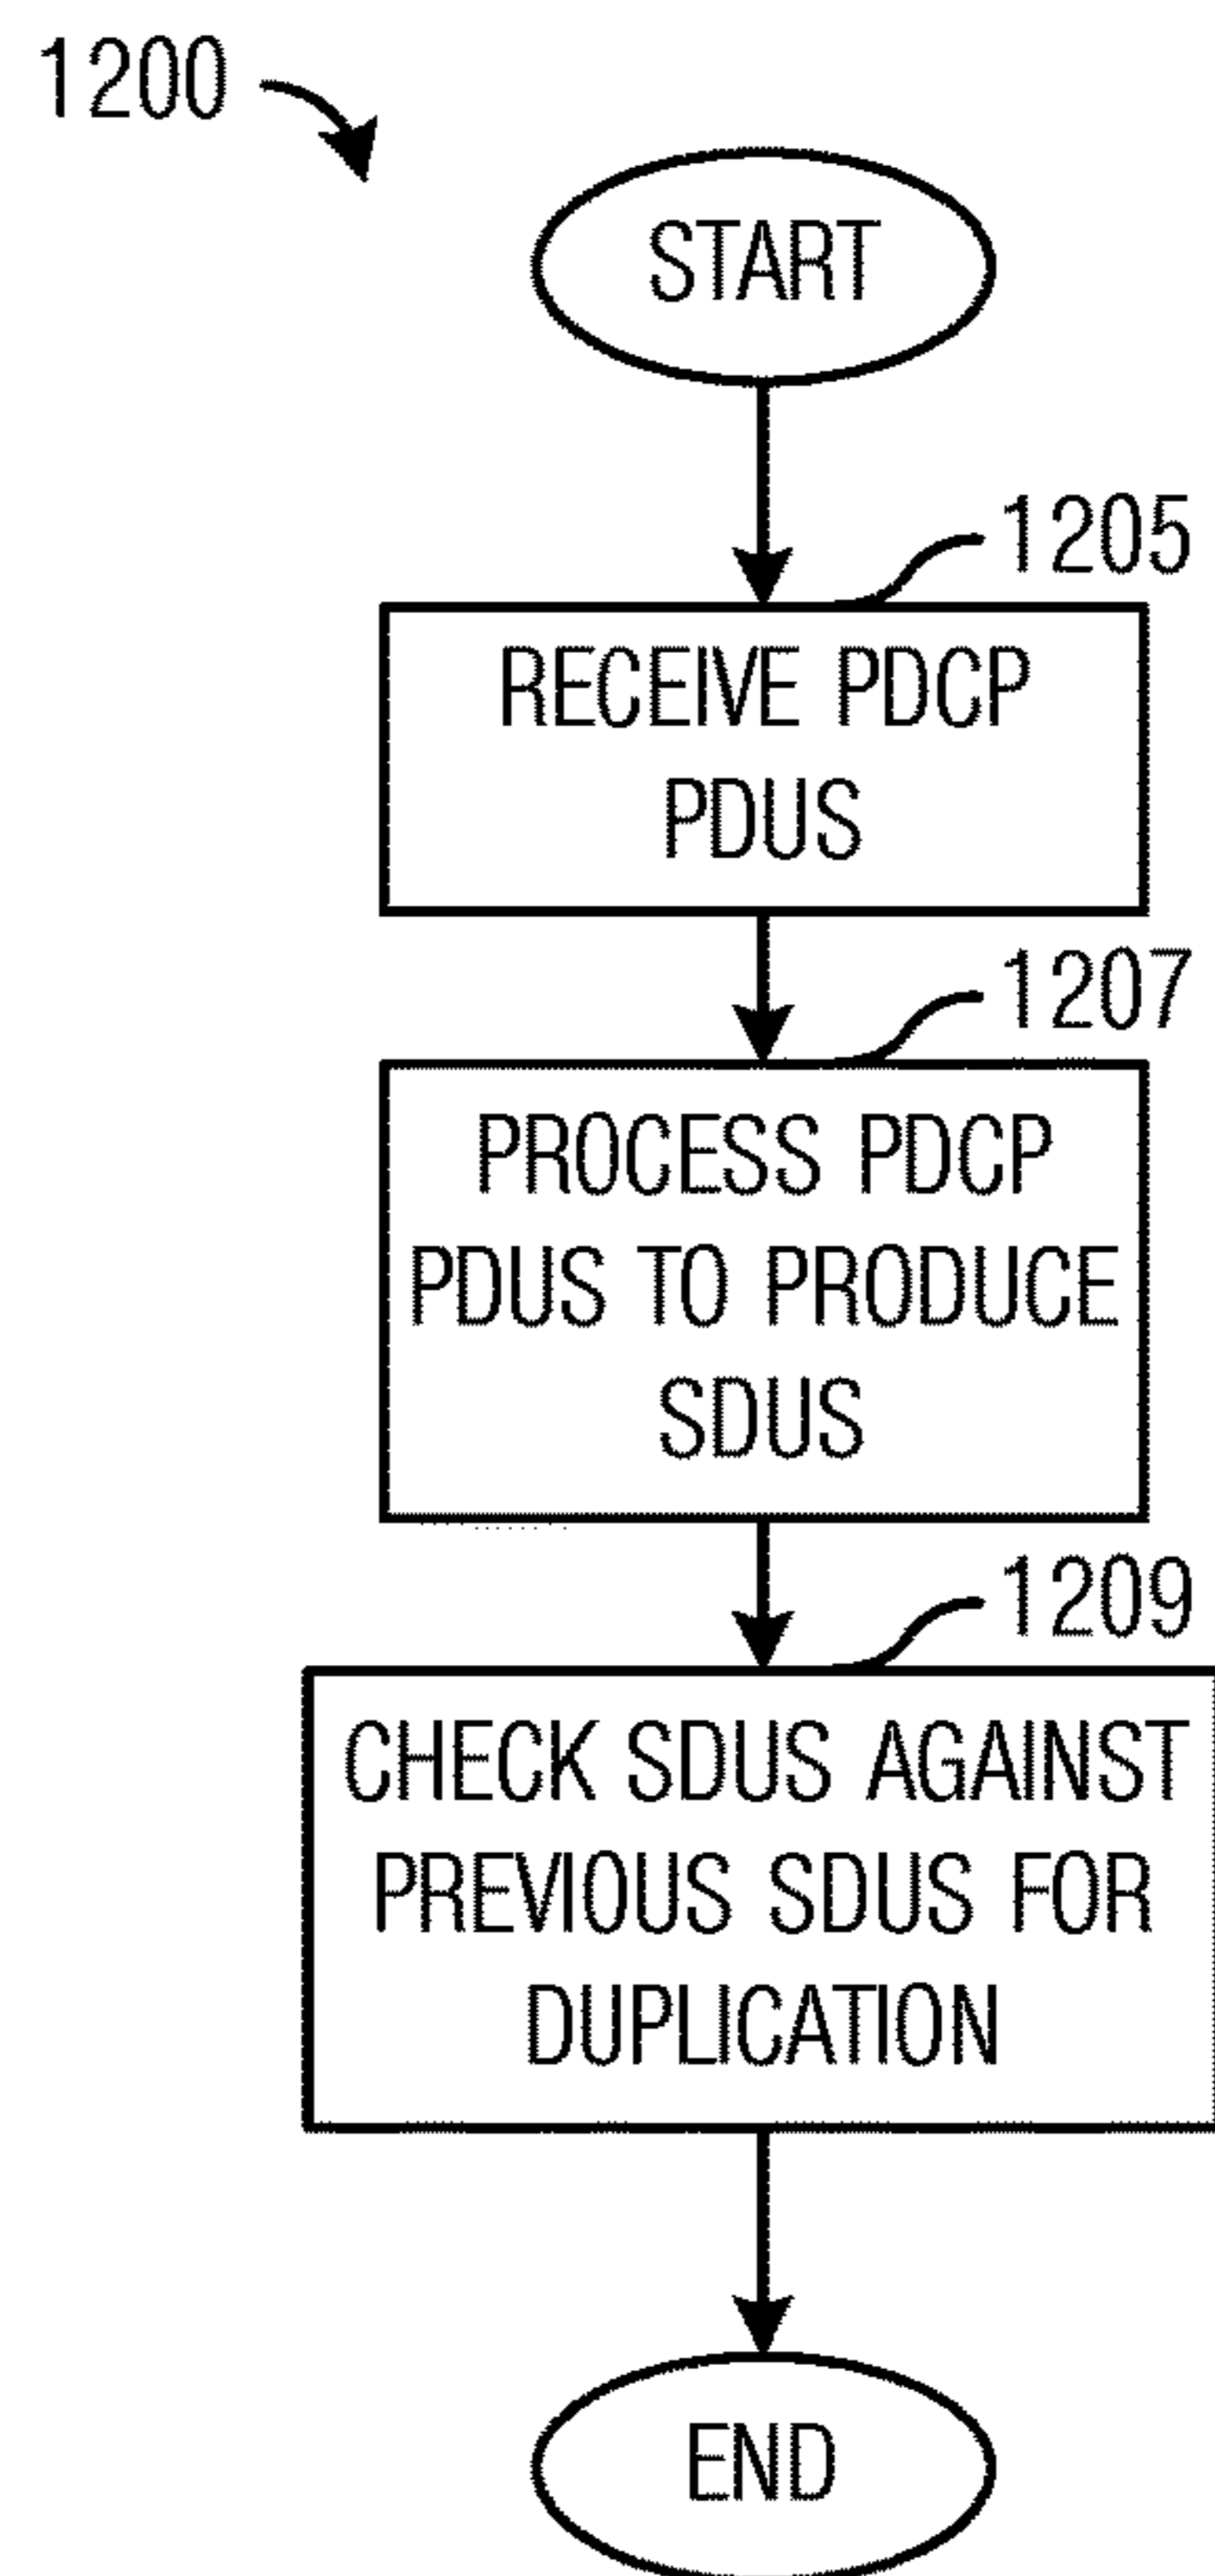 1200
START
1205
RECEIVE PDCP
PDUS
1207
PROCESS PDCP
PDUS TO PRODUCE
SDUS
1209
CHECK SDUS AGAINST
PREVIOUS SDUS FOR
DUPLICATION
END